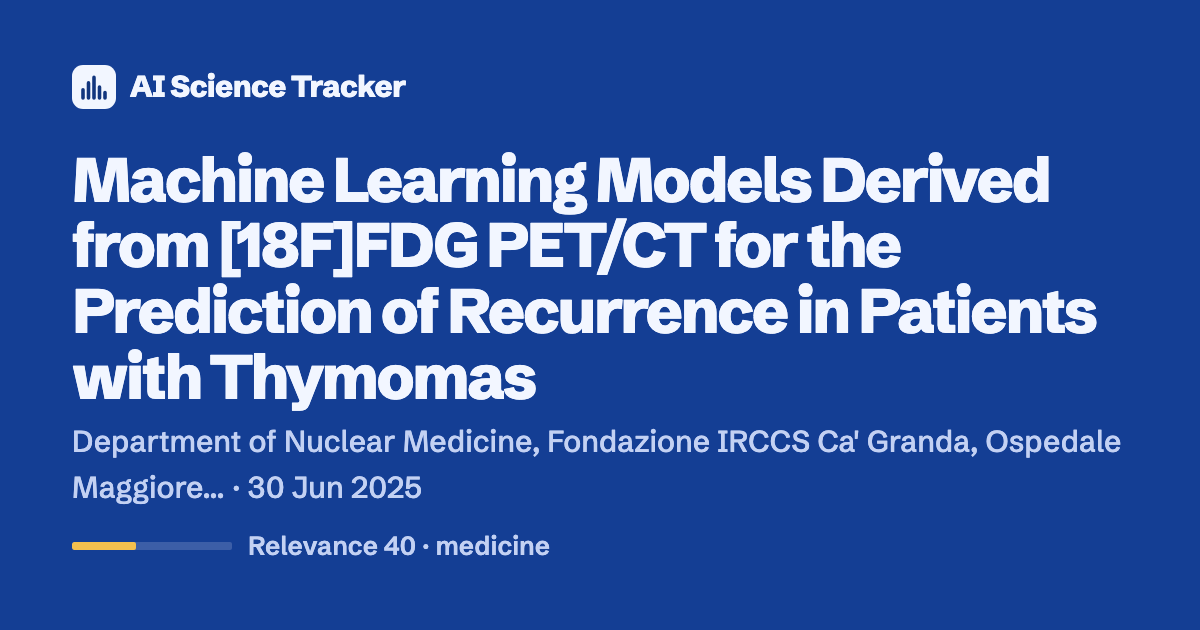 AI Science Tracker
Machine Learning Models Derived
from [18F]FDG PET/CT for the
Prediction of Recurrence in Patients
with Thymomas
Department of Nuclear Medicine, Fondazione IRCCS Ca' Granda, Ospedale
Maggiore... · 30 Jun 2025
Relevance 40 · medicine